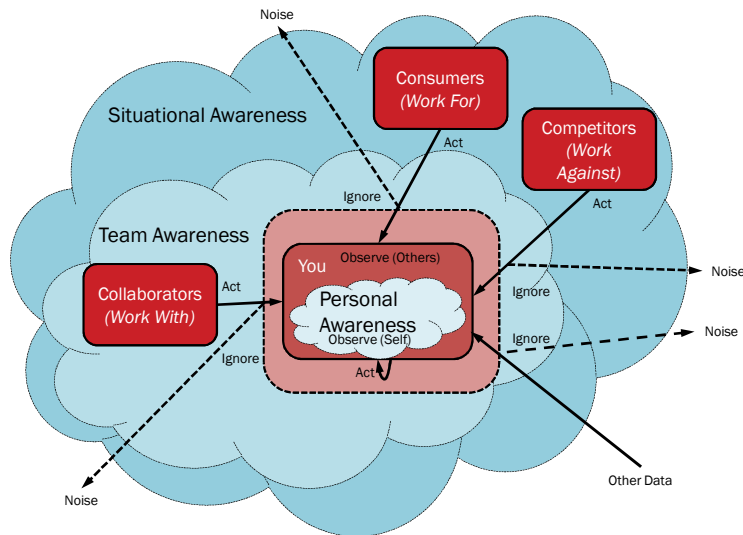 Noise
Consumers
(Work For)
Situational Awareness
Competitors
(Work
Against)
Act
Ignore
Act
Team Awareness
You
Observe (Others)
Noise
Collaborators
(Work With)
Act
Personal
Awareness
Observe (Self)
Ignore
Ignore
Noise
Ignore
Act
Other Data
Noise